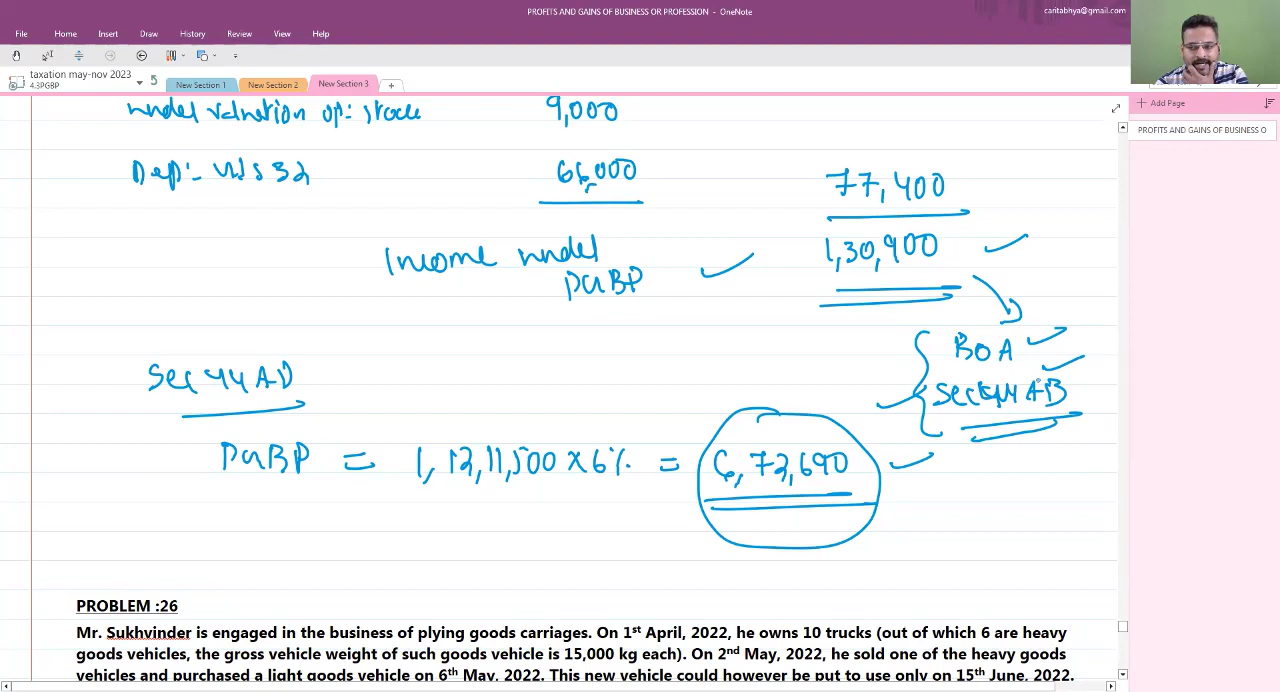 PROFITS AND GAINS OF BUSINESS OR PROFESSION - OneNote
caritabhya@gmail.com
File Home Insert Draw History Review View Help
taxation may-nov 2023
4.3PGBP
New Section 1 New Section 2 New Section 3
Add Page
PROFITS AND GAINS OF BUSINESS O
under valuation op: stock 9,000
Dep:- U/s 32 66,000
77,400
Income under 1,30,900
PGBP
BOA
Sec 44AD
Sec 44AB
PGBP = 1,12,11,500 x 6% = 6,72,690
PROBLEM :26
Mr. Sukhvinder is engaged in the business of plying goods carriages. On 1st April, 2022, he owns 10 trucks (out of which 6 are heavy
goods vehicles, the gross vehicle weight of such goods vehicle is 15,000 kg each). On 2nd May, 2022, he sold one of the heavy goods
vehicles and purchased a light goods vehicle on 6th May, 2022. This new vehicle could however be put to use only on 15th June, 2022.